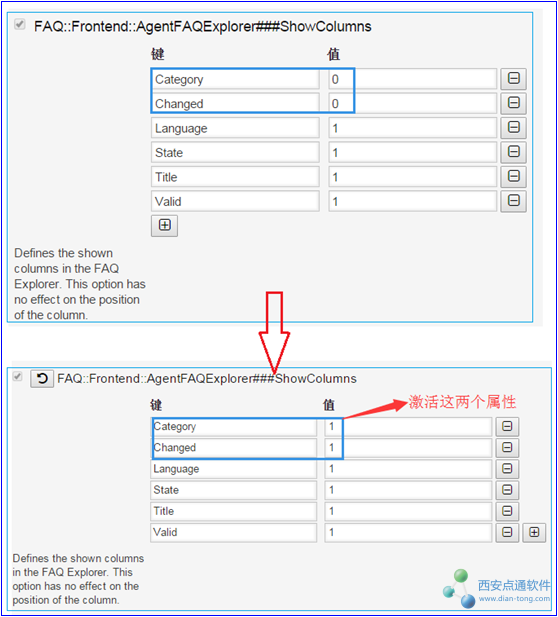 FAQ::Frontend::AgentFAQExplorer###ShowColumns
键 值
Category 0
Changed 0
Language 1
State 1
Title 1
Valid 1
Defines the shown
columns in the FAQ
Explorer. This option has
no effect on the position
of the column.
FAQ::Frontend::AgentFAQExplorer###ShowColumns
键 值
激活这两个属性
Category 1
Changed 1
Language 1
State 1
Title 1
Valid 1
Defines the shown columns
in the FAQ Explorer. This
option has no effect on the
position of the column.
西安点通软件
www.dian-tong.com